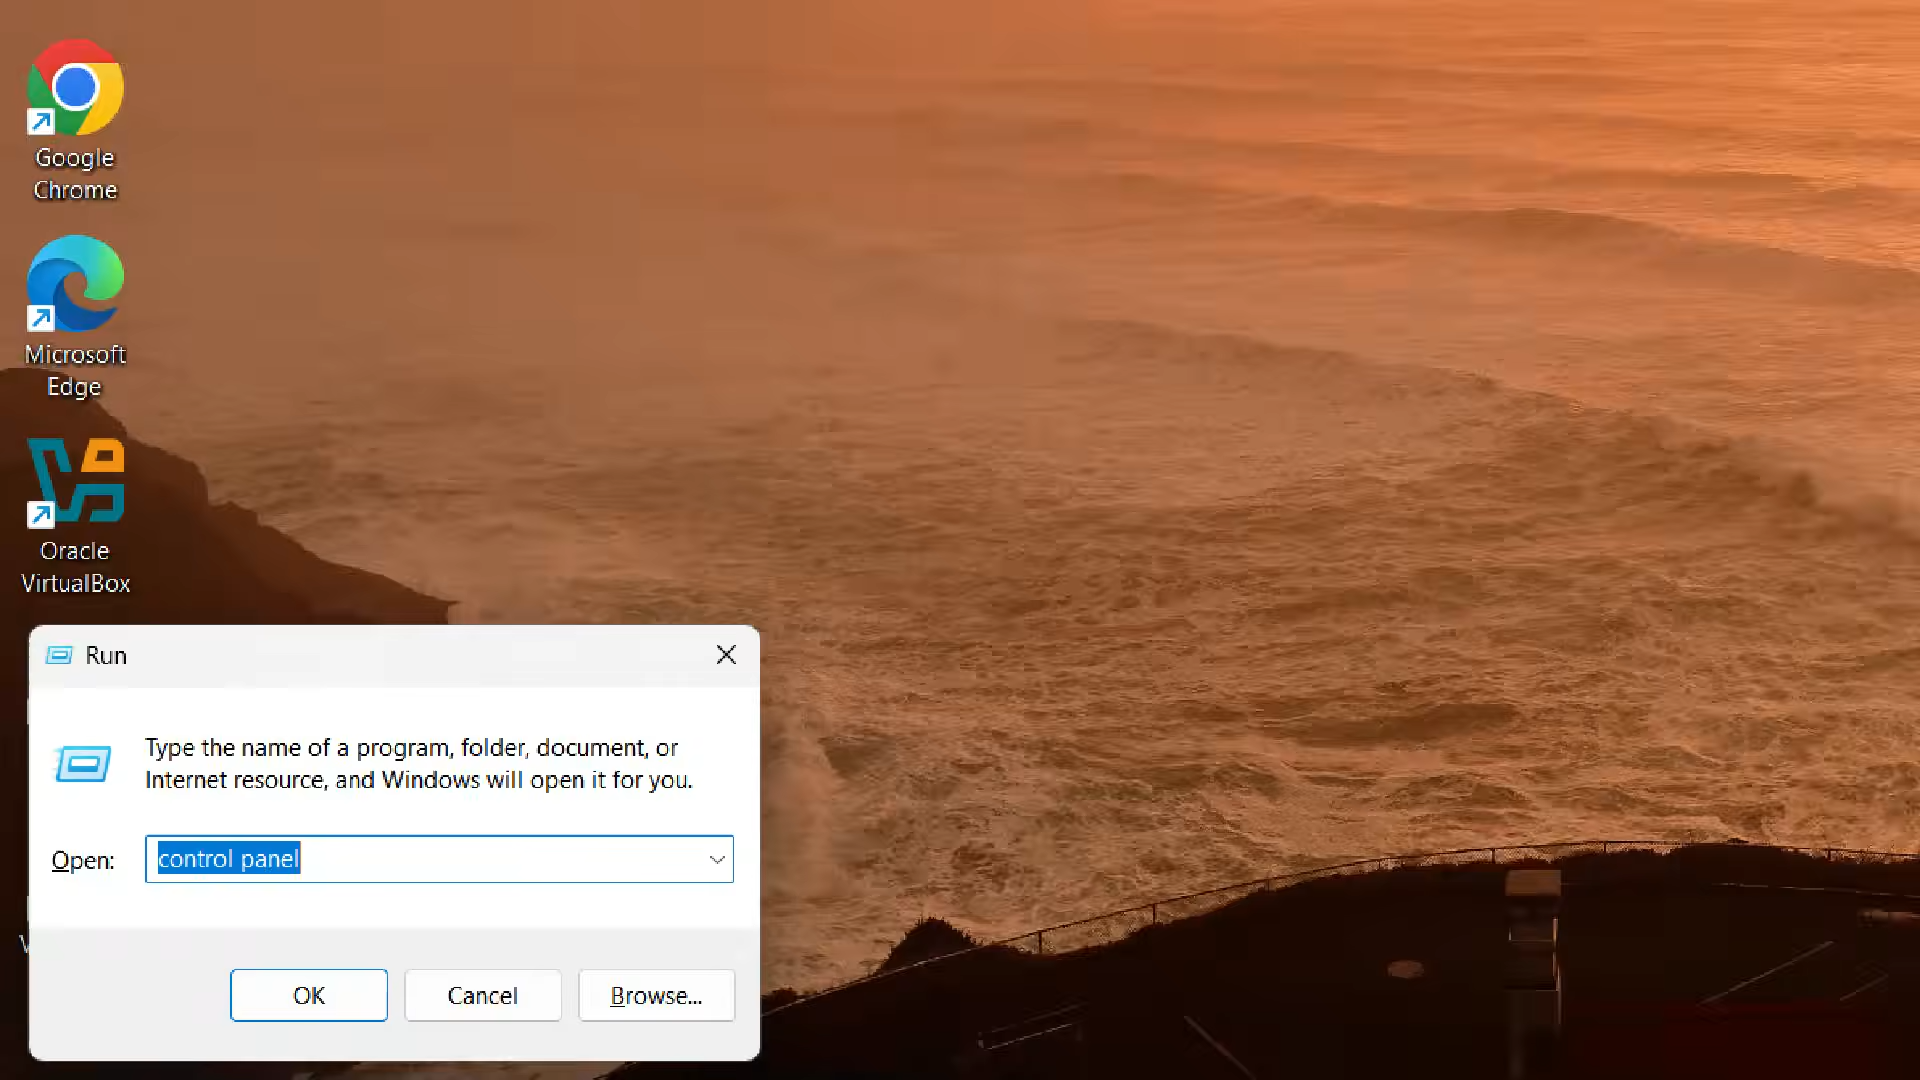 Google
Chrome
Microsoft
Edge
Oracle
VirtualBox
Run
Type the name of a program, folder, document, or
Internet resource, and Windows will open it for you.
Open:
control panel
OK
Cancel
Browse...